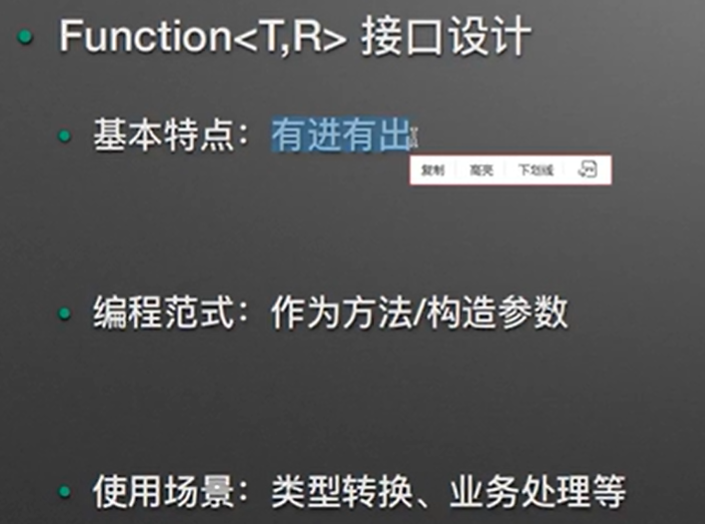 Function<T,R> 接口设计
基本特点：有进有出
复制 高亮 下划线
编程范式：作为方法/构造参数
使用场景：类型转换、业务处理等